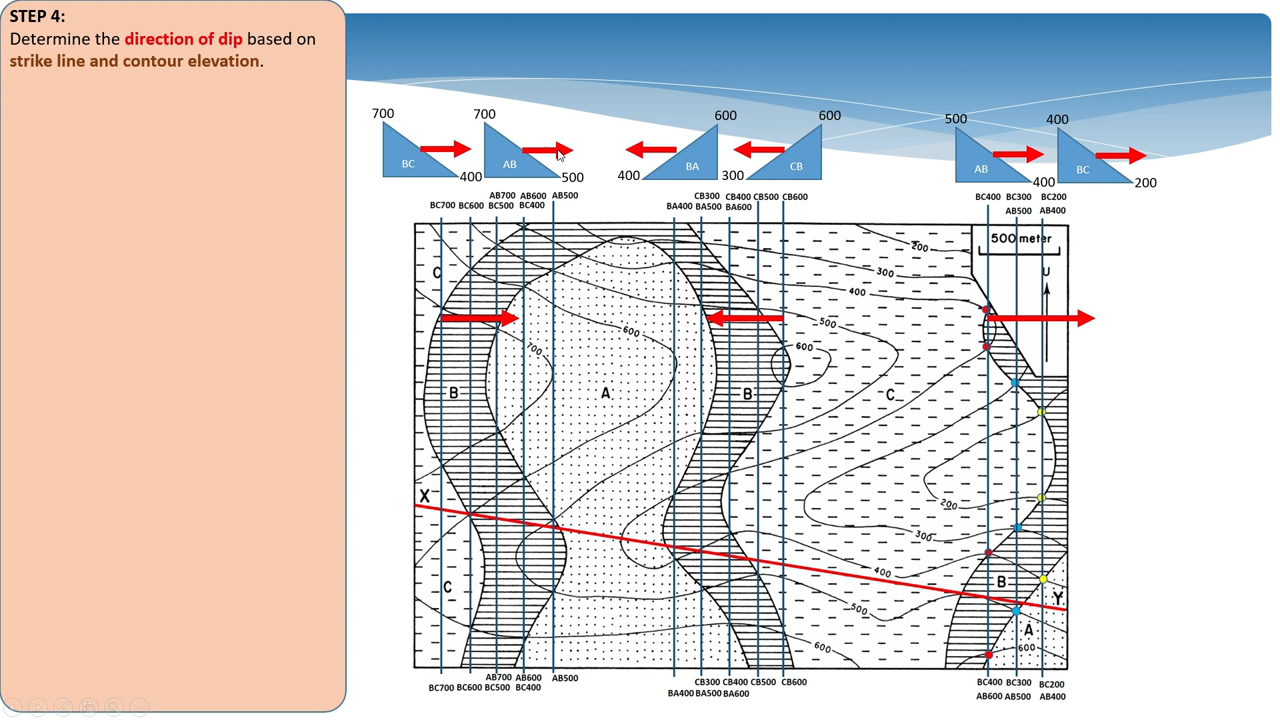 STEP 4:
Determine the direction of dip based on
strike line and contour elevation.
700
700
600
600
500
400
BC
AB
BA
CB
AB
BC
400
500
400
300
400
200
BC700 BC600
AB700
BC500
AB600
BC400
AB500
BA400
CB300
BA500
CB400
BA600
CB500
CB600
BC400
BC300
AB500
BC200
AB400
500 meter
U
C
200
300
400
500
600
600
700
B
A
B
C
X
200
300
400
500
600
C
B
Y
A
600
BC700 BC600
AB700
BC500
AB600
BC400
AB500
BA400
CB300
BA500
CB400
BA600
CB500
CB600
BC400
AB600
BC300
AB500
BC200
AB400